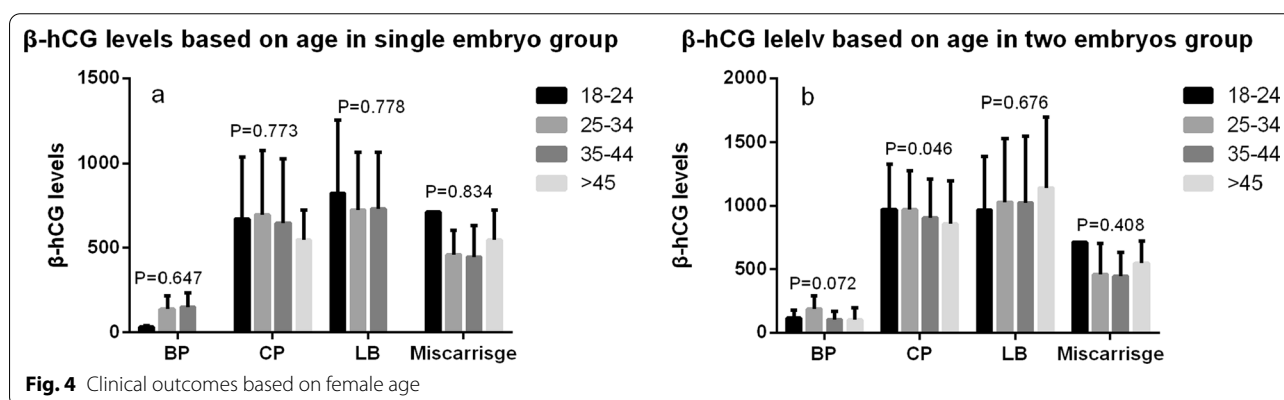 β-hCG levels based on age in single embryo group
1500
1000
500
0
β-hCG levels
a
P=0.647
P=0.773
P=0.778
P=0.834
BP
CP
LB
Miscarrisge
18-24
25-34
35-44
>45
β-hCG lelelv based on age in two embryos group
2000
1500
1000
500
0
β-hCG levels
b
P=0.072
P=0.046
P=0.676
P=0.408
BP
CP
LB
Miscarrisge
18-24
25-34
35-44
>45
Fig. 4 Clinical outcomes based on female age